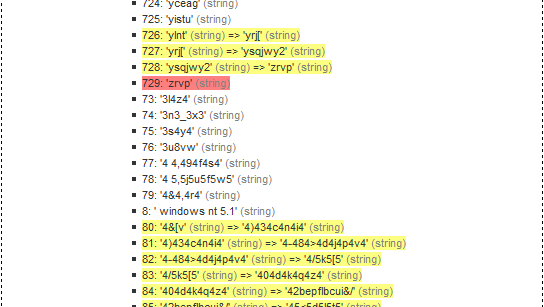 724: 'yceag' (string)
725: 'yistu' (string)
726: 'ylnt' (string) => 'yrj[' (string)
727: 'yrj[' (string) => 'ysqjwy2' (string)
728: 'ysqjwy2' (string) => 'zrvp' (string)
729: 'zrvp' (string)
73: '3l4z4' (string)
74: '3n3_3x3' (string)
75: '3s4y4' (string)
76: '3u8vw' (string)
77: '4 4,494f4s4' (string)
78: '4 5,5j5u5f5w5' (string)
79: '4&4,4r4' (string)
8: ' windows nt 5.1' (string)
80: '4&[v' (string) => '4)434c4n4i4' (string)
81: '4)434c4n4i4' (string) => '4-484>4d4j4p4v4' (string)
82: '4-484>4d4j4p4v4' (string) => '4/5k5[5' (string)
83: '4/5k5[5' (string) => '404d4k4q4z4' (string)
84: '404d4k4q4z4' (string) => '42bepflbcui&/' (string)
85: '42bepflbcui&/' (string) =>